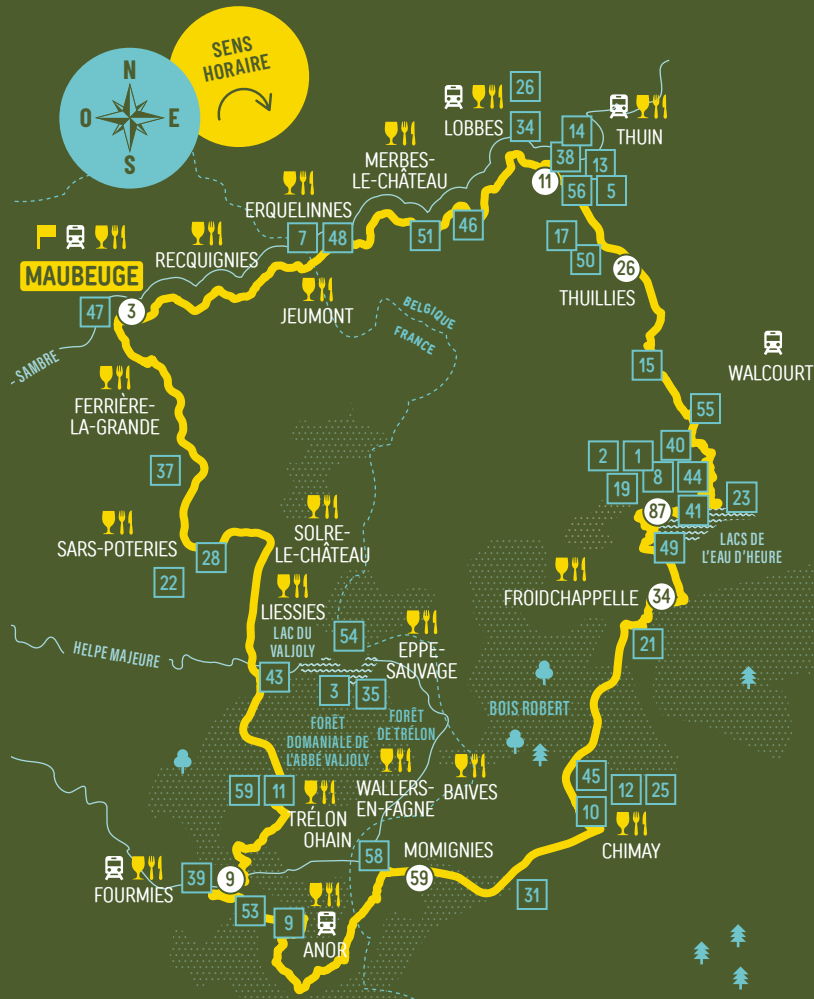 SENS
HORAIRE
N
O
E
S
MAUBEUGE
47
3
SAMBRE
RECQUIGNIES
ERQUELINNES
7
48
JEUMONT
MERBES-
LE-CHÂTEAU
51
46
LOBBES
26
34
14
THUIN
38
13
11
56
5
17
50
26
THUILLIES
BELGIQUE
FRANCE
15
WALCOURT
55
40
2
1
8
44
19
23
87
41
49
LACS DE
L'EAU D'HEURE
FROIDCHAPPELLE
34
21
BOIS ROBERT
FERRIÈRE-
LA-GRANDE
37
SARS-POTERIES
28
22
SOLRE-
LE-CHÂTEAU
LIESSIES
LAC DU
VALJOLY
54
EPPE-
SAUVAGE
HELPE MAJEURE
43
3
35
FORÊT
DOMANIALE DE
L'ABBÉ VALJOLY
FORÊT
DE TRÉLON
WALLERS-
EN-FAGNE
BAIVES
59
11
TRÉLON
OHAIN
45
12
25
10
CHIMAY
58
MOMIGNIES
59
31
FOURMIES
39
9
53
9
ANOR